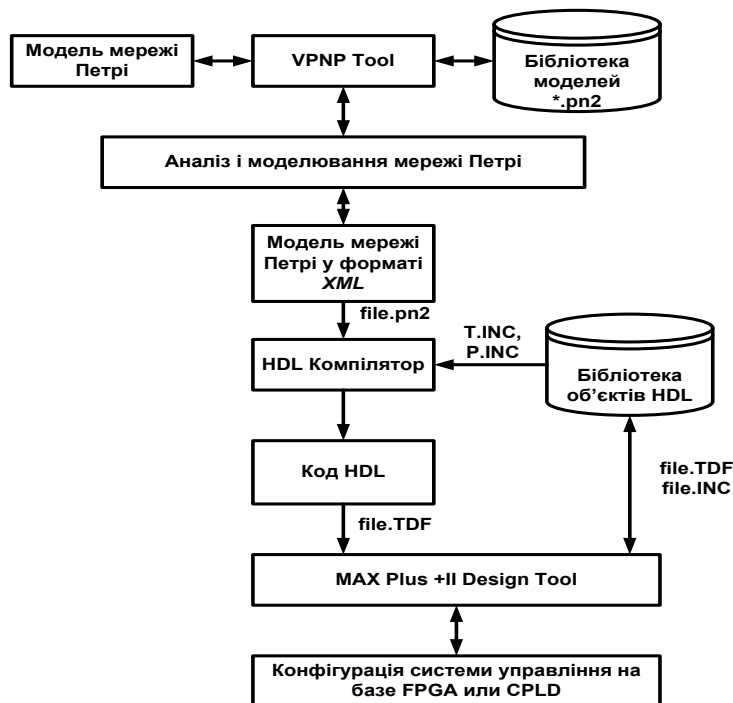 Модель мережі
Петрі
VPNP Tool
Бібліотека
моделей
*.pn2
Аналіз і моделювання мережі Петрі
Модель мережі
Петрі у форматі
XML
file.pn2
T.INC,
P.INC
HDL Компілятор
Бібліотека
об’єктів HDL
Код HDL
file.TDF
file.INC
file.TDF
MAX Plus +II Design Tool
Конфігурація системи управління на
базе FPGA или CPLD